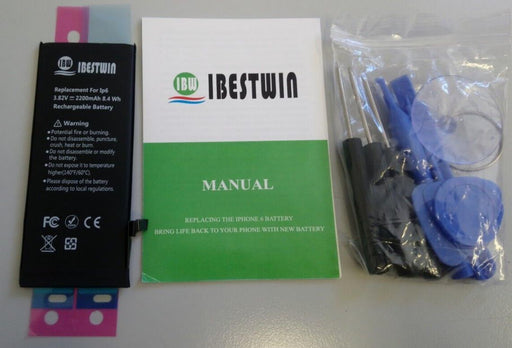 IBW
IBESTWIN
Replacement For Ip6
3.82V 2200mAh 8.4 Wh
Rechargeable Battery
Warning
•Potential fire or burning.
•Do not disassemble, puncture,
crush, heat or burn.
•Do not disassemble or modify
the battery.
•Do not expose it to temperature
higher(140°F/60°C)
•Please dispose of the battery
according to local regulations.
FC CE
IBW IBESTWIN
MANUAL
REPLACING THE IPHONE 6 BATTERY
BRING LIFE BACK TO YOUR PHONE WITH NEW BATTERY